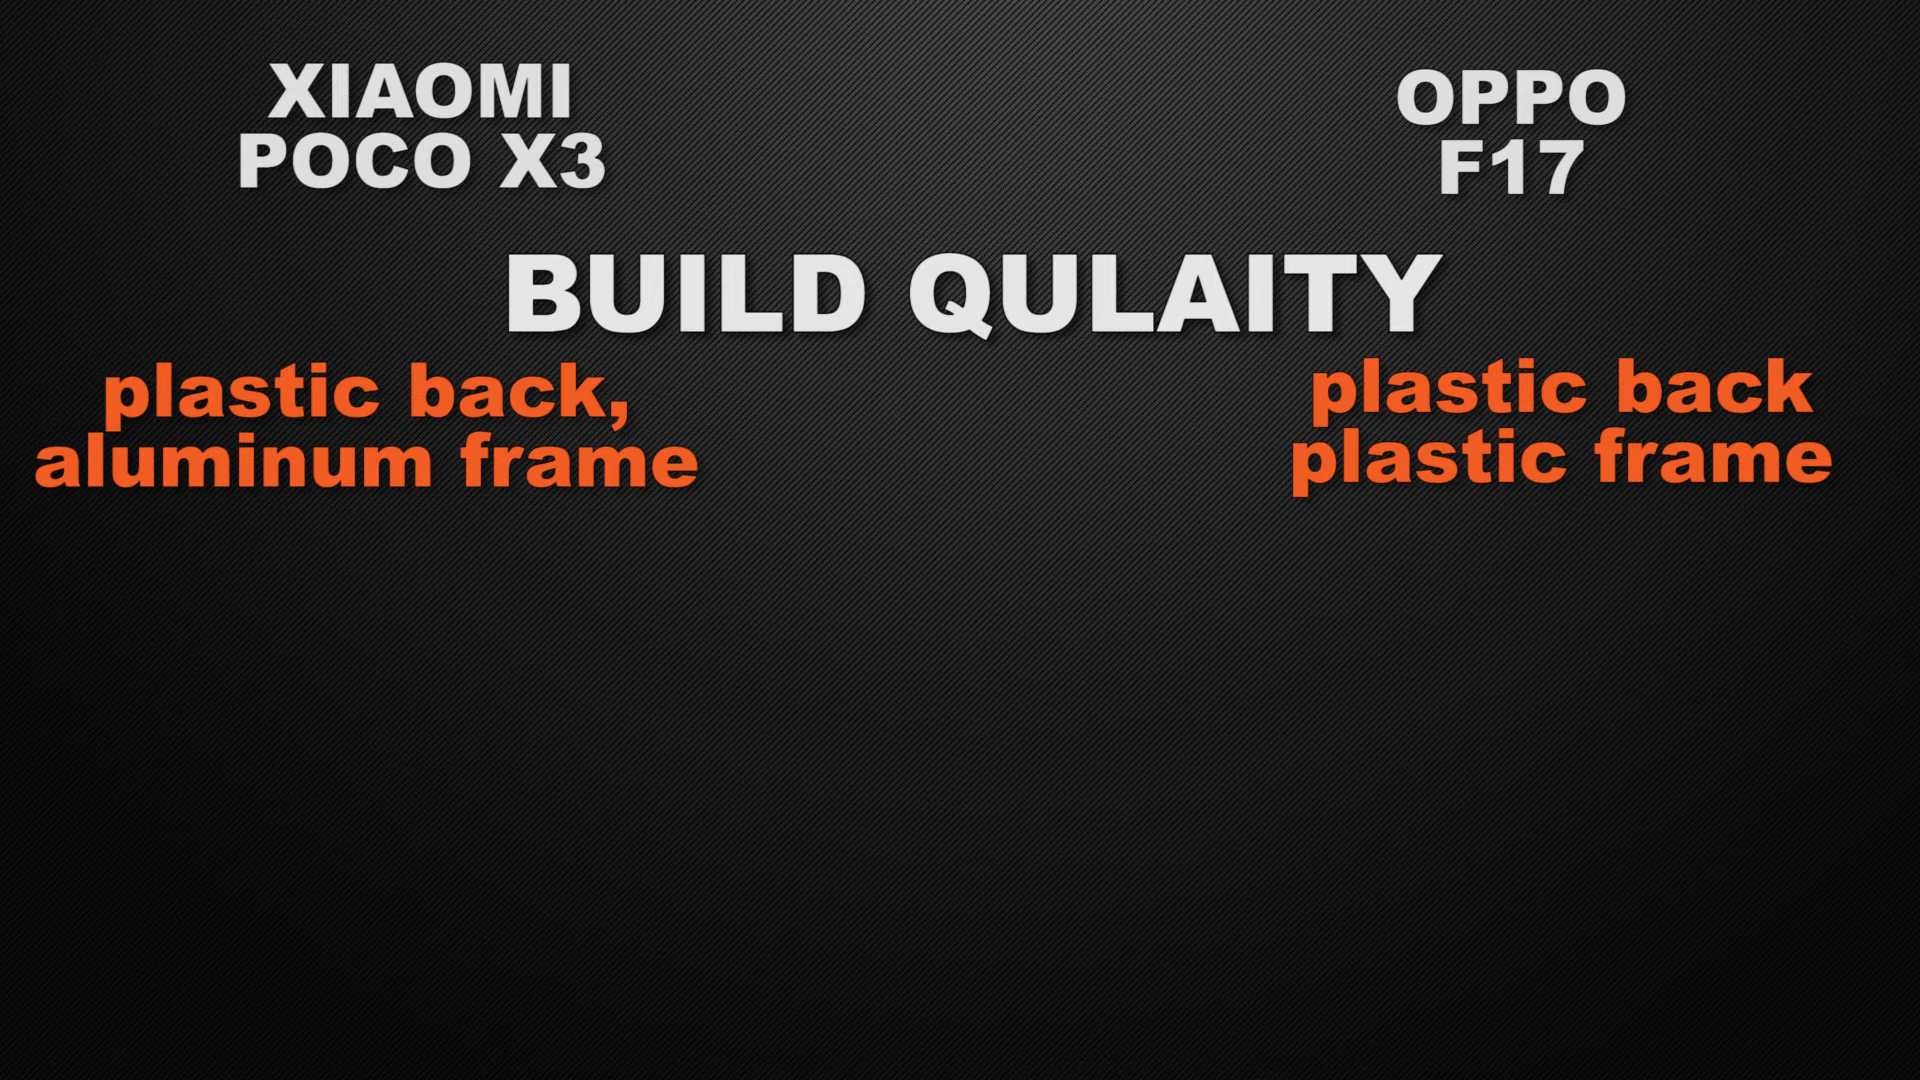 XIAOMI
POCO X3
OPPO
F17
BUILD QULAITY
plastic back,
aluminum frame
plastic back
plastic frame